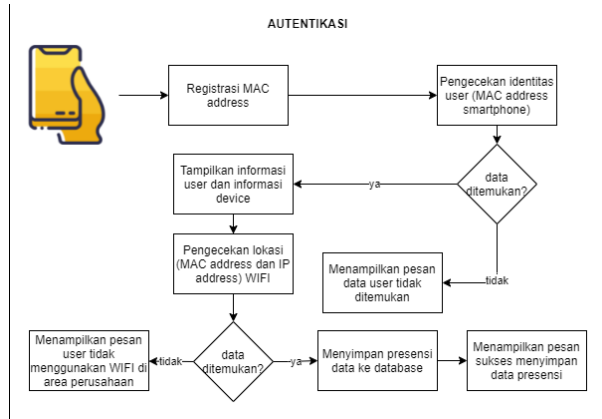 AUTENTIKASI
Registrasi MAC
address
Pengecekan identitas
user (MAC address
smartphone)
data
ditemukan?
ya
Tampilkan informasi
user dan informasi
device
tidak
Menampilkan pesan
data user tidak
ditemukan
Pengecekan lokasi
(MAC address dan IP
address) WIFI
data
ditemukan?
tidak
Menampilkan pesan
user tidak
menggunakan WIFI di
area perusahaan
ya
Menyimpan presensi
data ke database
Menampilkan pesan
sukses menyimpan
data presensi